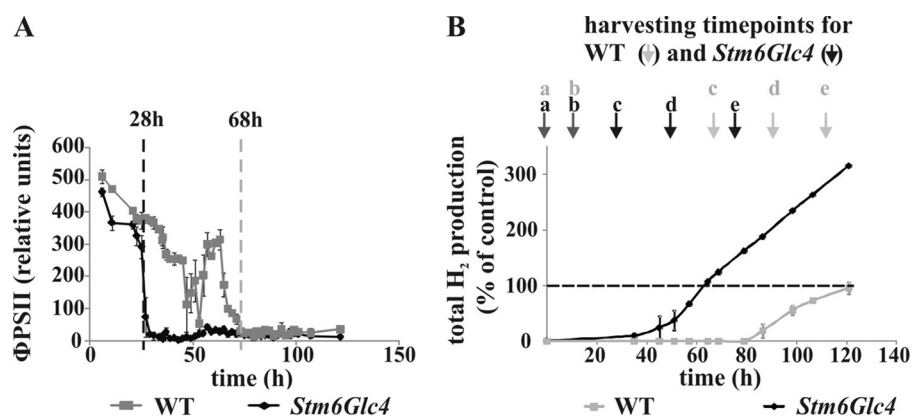 A
28h
68h
ΦPSII (relative units)
600
500
400
300
200
100
0
0 50 100 150
time (h)
WT Stm6Glc4
B
harvesting timepoints for
WT ( ) and Stm6Glc4 ( )
a b c d e
a b c d e
total H2 production
(% of control)
300
200
100
0
0 20 40 60 80 100 120 140
time (h)
WT Stm6Glc4